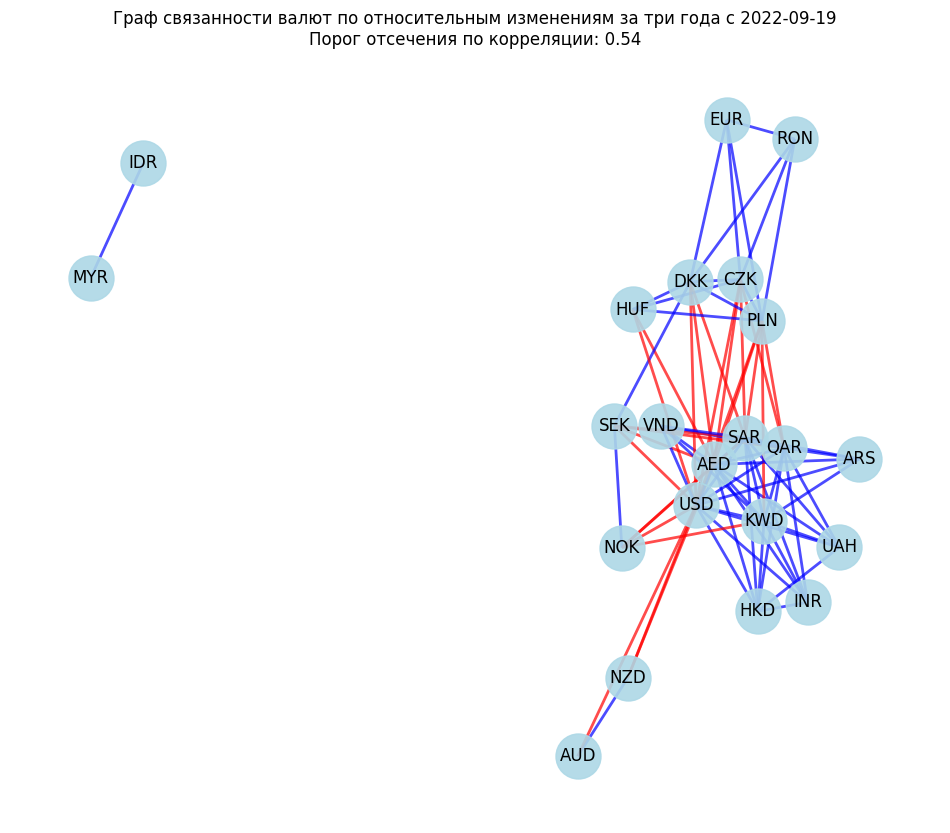 Граф связанности валют по относительным изменениям за три года с 2022-09-19
Порог отсечения по корреляции: 0.54
EUR
RON
IDR
MYR
DKK
CZK
HUF
PLN
SEK
VND
SAR
QAR
ARS
AED
USD
KWD
NOK
UAH
HKD
INR
NZD
AUD